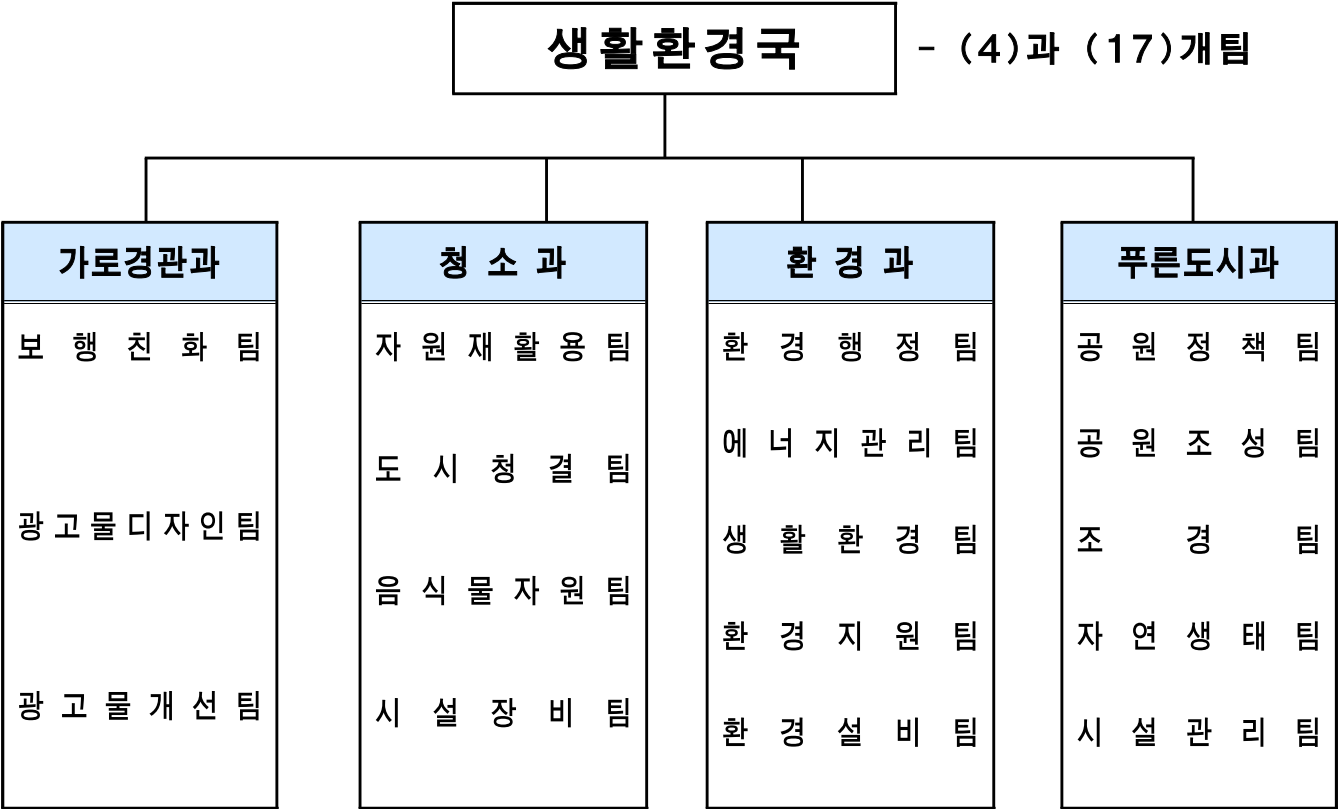 생활환경국 - (4)과 (17)개팀
가로경관과
보행친화팀
광고물디자인팀
광고물개선팀
청소과
자원재활용팀
도시청결팀
음식물자원팀
시설장비팀
환경과
환경행정팀
에너지관리팀
생활환경팀
환경지원팀
환경설비팀
푸른도시과
공원정책팀
공원조성팀
조경팀
자연생태팀
시설관리팀